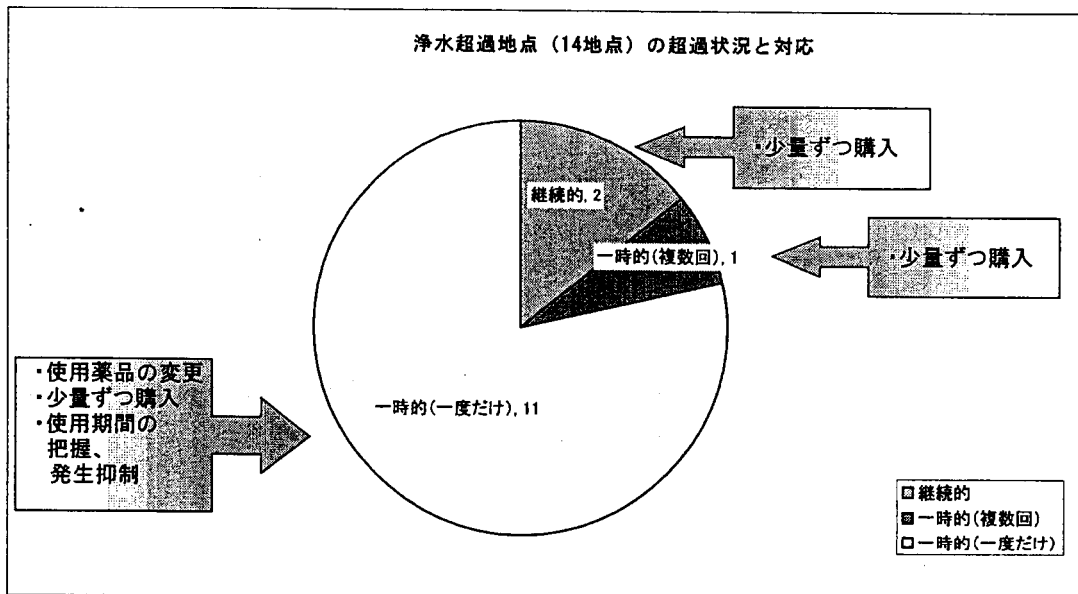 浄水超過地点（14地点）の超過状況と対応
・少量ずつ購入
継続的, 2
一時的(複数回), 1
・少量ずつ購入
・使用薬品の変更
・少量ずつ購入
・使用期間の
把握、
発生抑制
一時的(一度だけ), 11
継続的
一時的(複数回)
一時的(一度だけ)